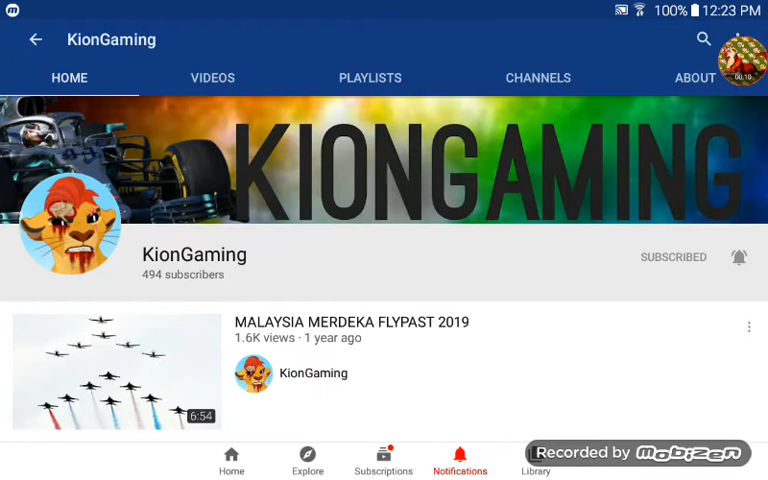 100% 12:23 PM
KionGaming
00:10
HOME VIDEOS PLAYLISTS CHANNELS ABOUT
KIONGAMING
KionGaming
494 subscribers
SUBSCRIBED
MALAYSIA MERDEKA FLYPAST 2019
1.6K views · 1 year ago
KionGaming
6:54
Home Explore Subscriptions Notifications Library
Recorded by mobizen